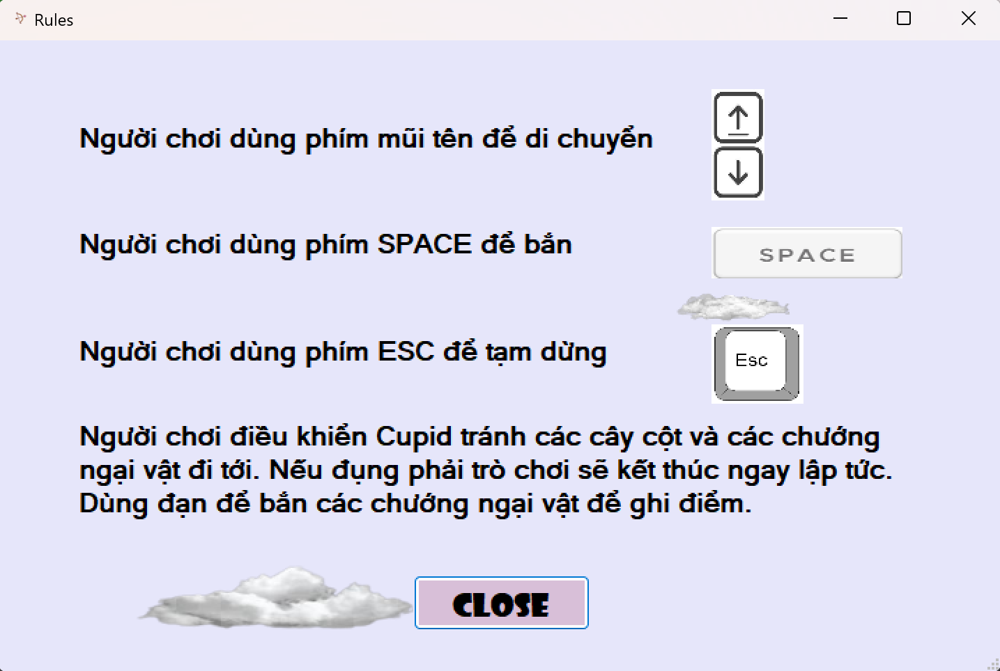 Rules
Người chơi dùng phím mũi tên để di chuyển
Người chơi dùng phím SPACE để bắn
SPACE
Người chơi dùng phím ESC để tạm dừng
Esc
Người chơi điều khiển Cupid tránh các cây cột và các chướng
ngại vật đi tới. Nếu đụng phải trò chơi sẽ kết thúc ngay lập tức.
Dùng đạn để bắn các chướng ngại vật để ghi điểm.
CLOSE